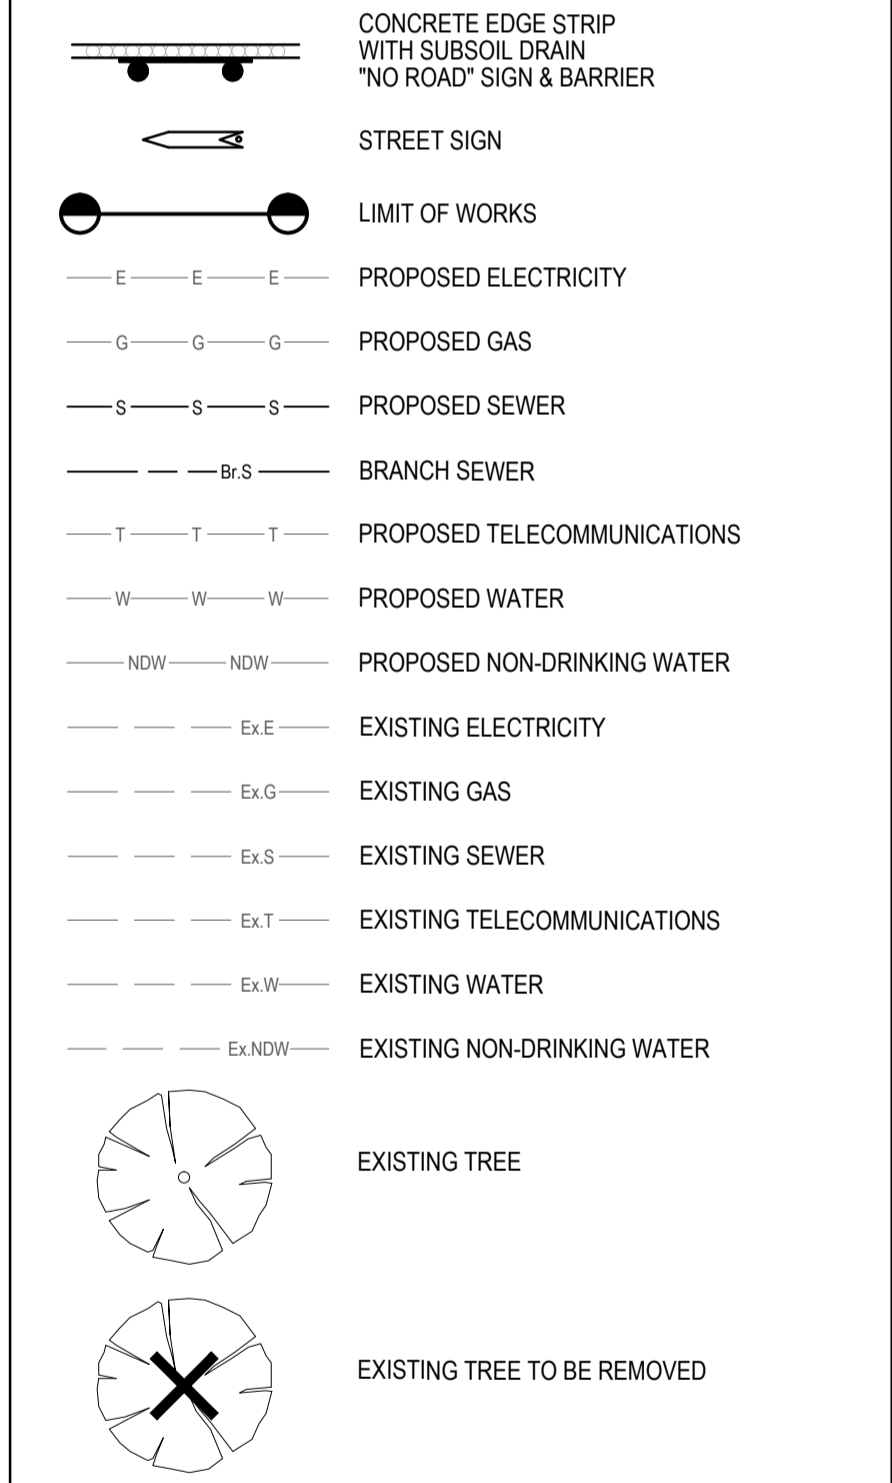 CONCRETE EDGE STRIP
WITH SUBSOIL DRAIN
"NO ROAD" SIGN & BARRIER
STREET SIGN
LIMIT OF WORKS
E E E PROPOSED ELECTRICITY
G G G PROPOSED GAS
S S S PROPOSED SEWER
Br.S BRANCH SEWER
T T T PROPOSED TELECOMMUNICATIONS
W W W PROPOSED WATER
NDW NDW PROPOSED NON-DRINKING WATER
Ex.E EXISTING ELECTRICITY
Ex.G EXISTING GAS
Ex.S EXISTING SEWER
Ex.T EXISTING TELECOMMUNICATIONS
Ex.W EXISTING WATER
Ex.NDW EXISTING NON-DRINKING WATER
EXISTING TREE
EXISTING TREE TO BE REMOVED